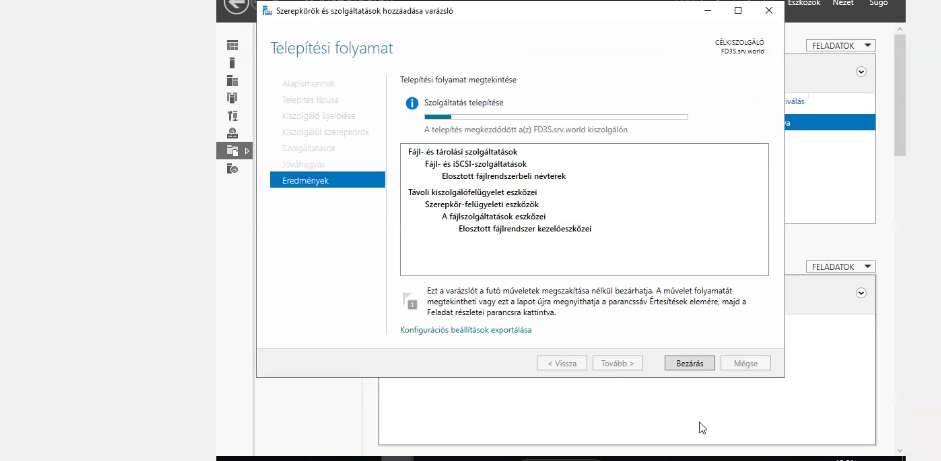 Eszközök Nézet Súgó
Szerepkörök és szolgáltatások hozzáadása varázsló
Telepítési folyamat
CÉLKISZOLGÁLÓ
FD3S.srv.world
FELADATOK
Alapismeretek
Telepítés típusa
Kiszolgáló kijelölése
Kiszolgálói szerepkörök
Szolgáltatások
Jóváhagyás
Eredmények
Telepítési folyamat megtekintése
Szolgáltatás telepítése
A telepítés megkezdődött a(z) FD3S.srv.world kiszolgálón
Fájl- és tárolási szolgáltatások
Fájl- és iSCSI-szolgáltatások
Elosztott fájlrendszerbeli névterek
Távoli kiszolgálófelügyelet eszközei
Szerepkör-felügyeleti eszközök
A fájlszolgáltatások eszközei
Elosztott fájlrendszer kezelőeszközei
FELADATOK
1
Ezt a varázslót a futó műveletek megszakítása nélkül bezárhatja. A művelet folyamatát
megtekintheti vagy ezt a lapot újra megnyithatja a parancssáv Értesítések elemére, majd a
Feladat részletei parancsra kattintva.
Konfigurációs beállítások exportálása
< Vissza
Tovább >
Bezárás
Mégse